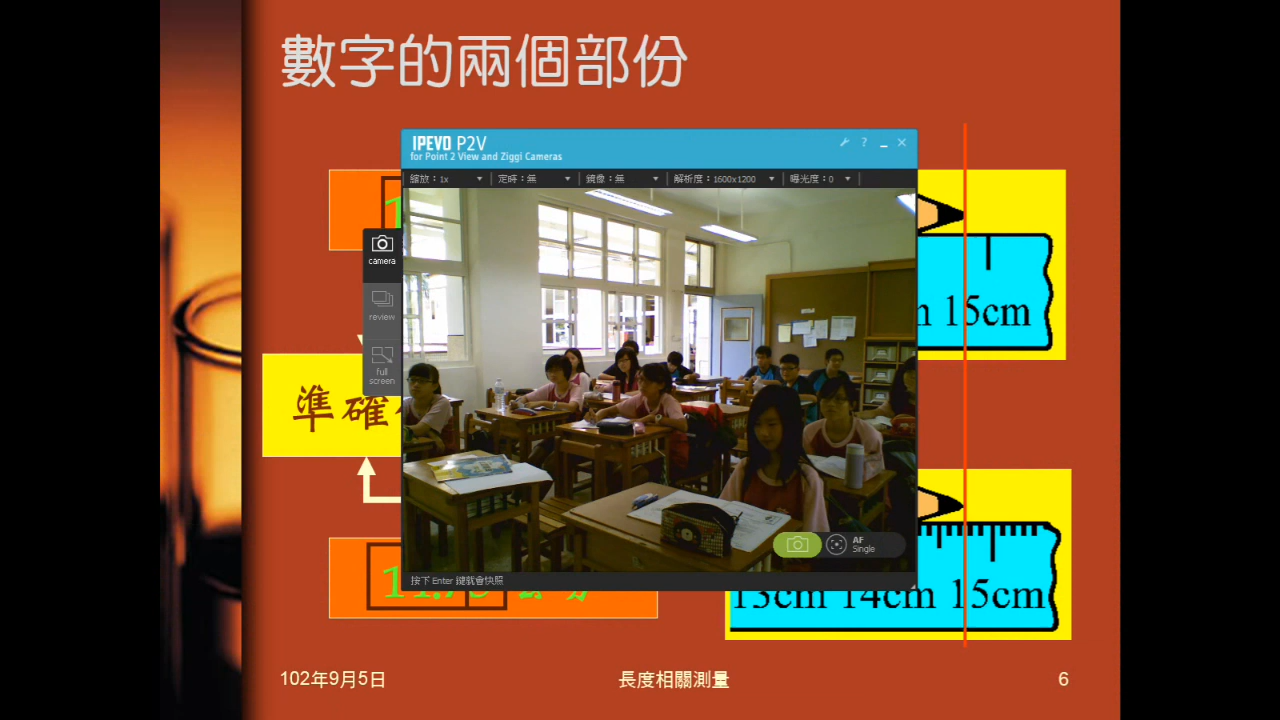 數字的兩個部份
IPEVO P2V
for Point 2 View and Ziggi Cameras
縮放：1x
定時：無
鏡像：無
解析度：1600x1200
曝光度：0
camera
review
full
screen
15cm
準確
AF
Single
按下 Enter 鍵就會快照
13cm 14cm 15cm
102年9月5日
長度相關測量
6